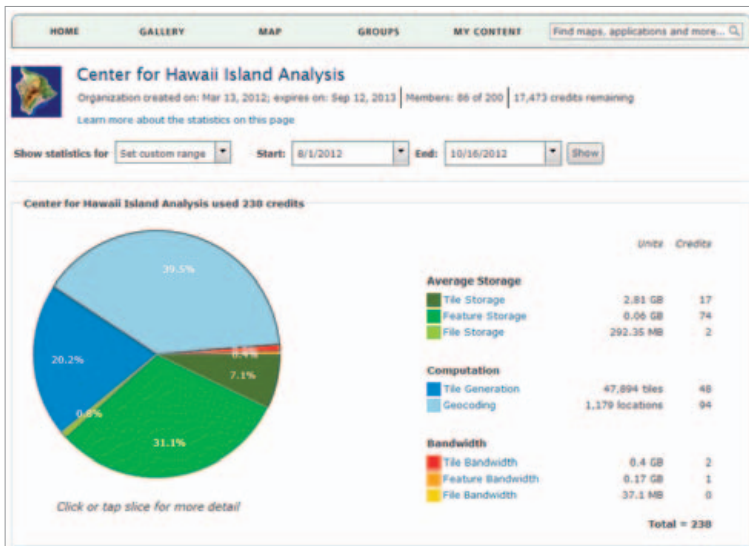 HOME GALLERY MAP GROUPS MY CONTENT Find maps, applications and more...
Center for Hawaii Island Analysis
Organization created on: Mar 13, 2012; expires on: Sep 12, 2013 Members: 86 of 200 17,473 credits remaining
Learn more about the statistics on this page
Show statistics for Set custom range Start: 8/1/2012 End: 10/16/2012 Show
Center for Hawaii Island Analysis used 238 credits
Units Credits
39.5%
Average Storage
Tile Storage 2.81 GB 17
Feature Storage 0.06 GB 74
File Storage 292.35 MB 2
20.2%
7.1%
Computation
Tile Generation 47,894 tiles 48
Geocoding 1,179 locations 94
0.8%
31.1%
Bandwidth
Tile Bandwidth 0.4 GB 2
Feature Bandwidth 0.17 GB 1
File Bandwidth 37.1 MB 0
Click or tap slice for more detail
Total = 238